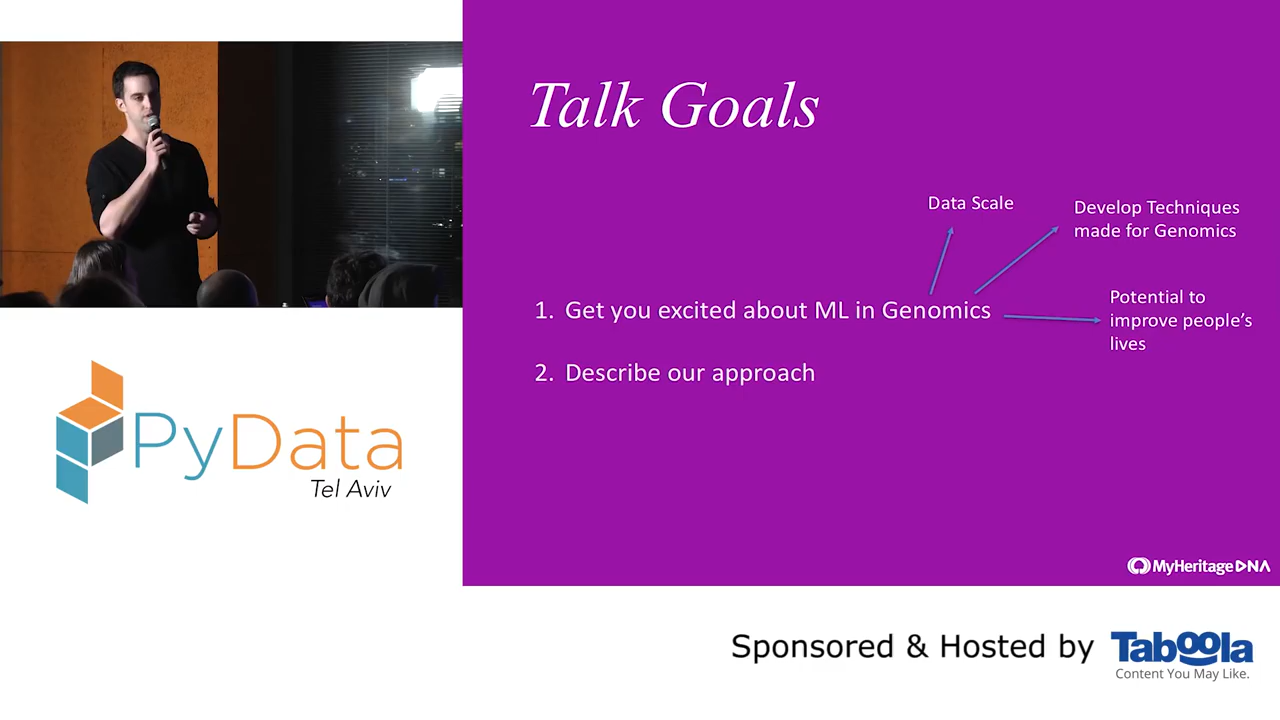 Talk Goals
Data Scale
Develop Techniques
made for Genomics
Potential to
improve people's
lives
1. Get you excited about ML in Genomics
2. Describe our approach
MyHeritage DNA
PyData
Tel Aviv
Sponsored & Hosted by
Taboola
Content You May Like.